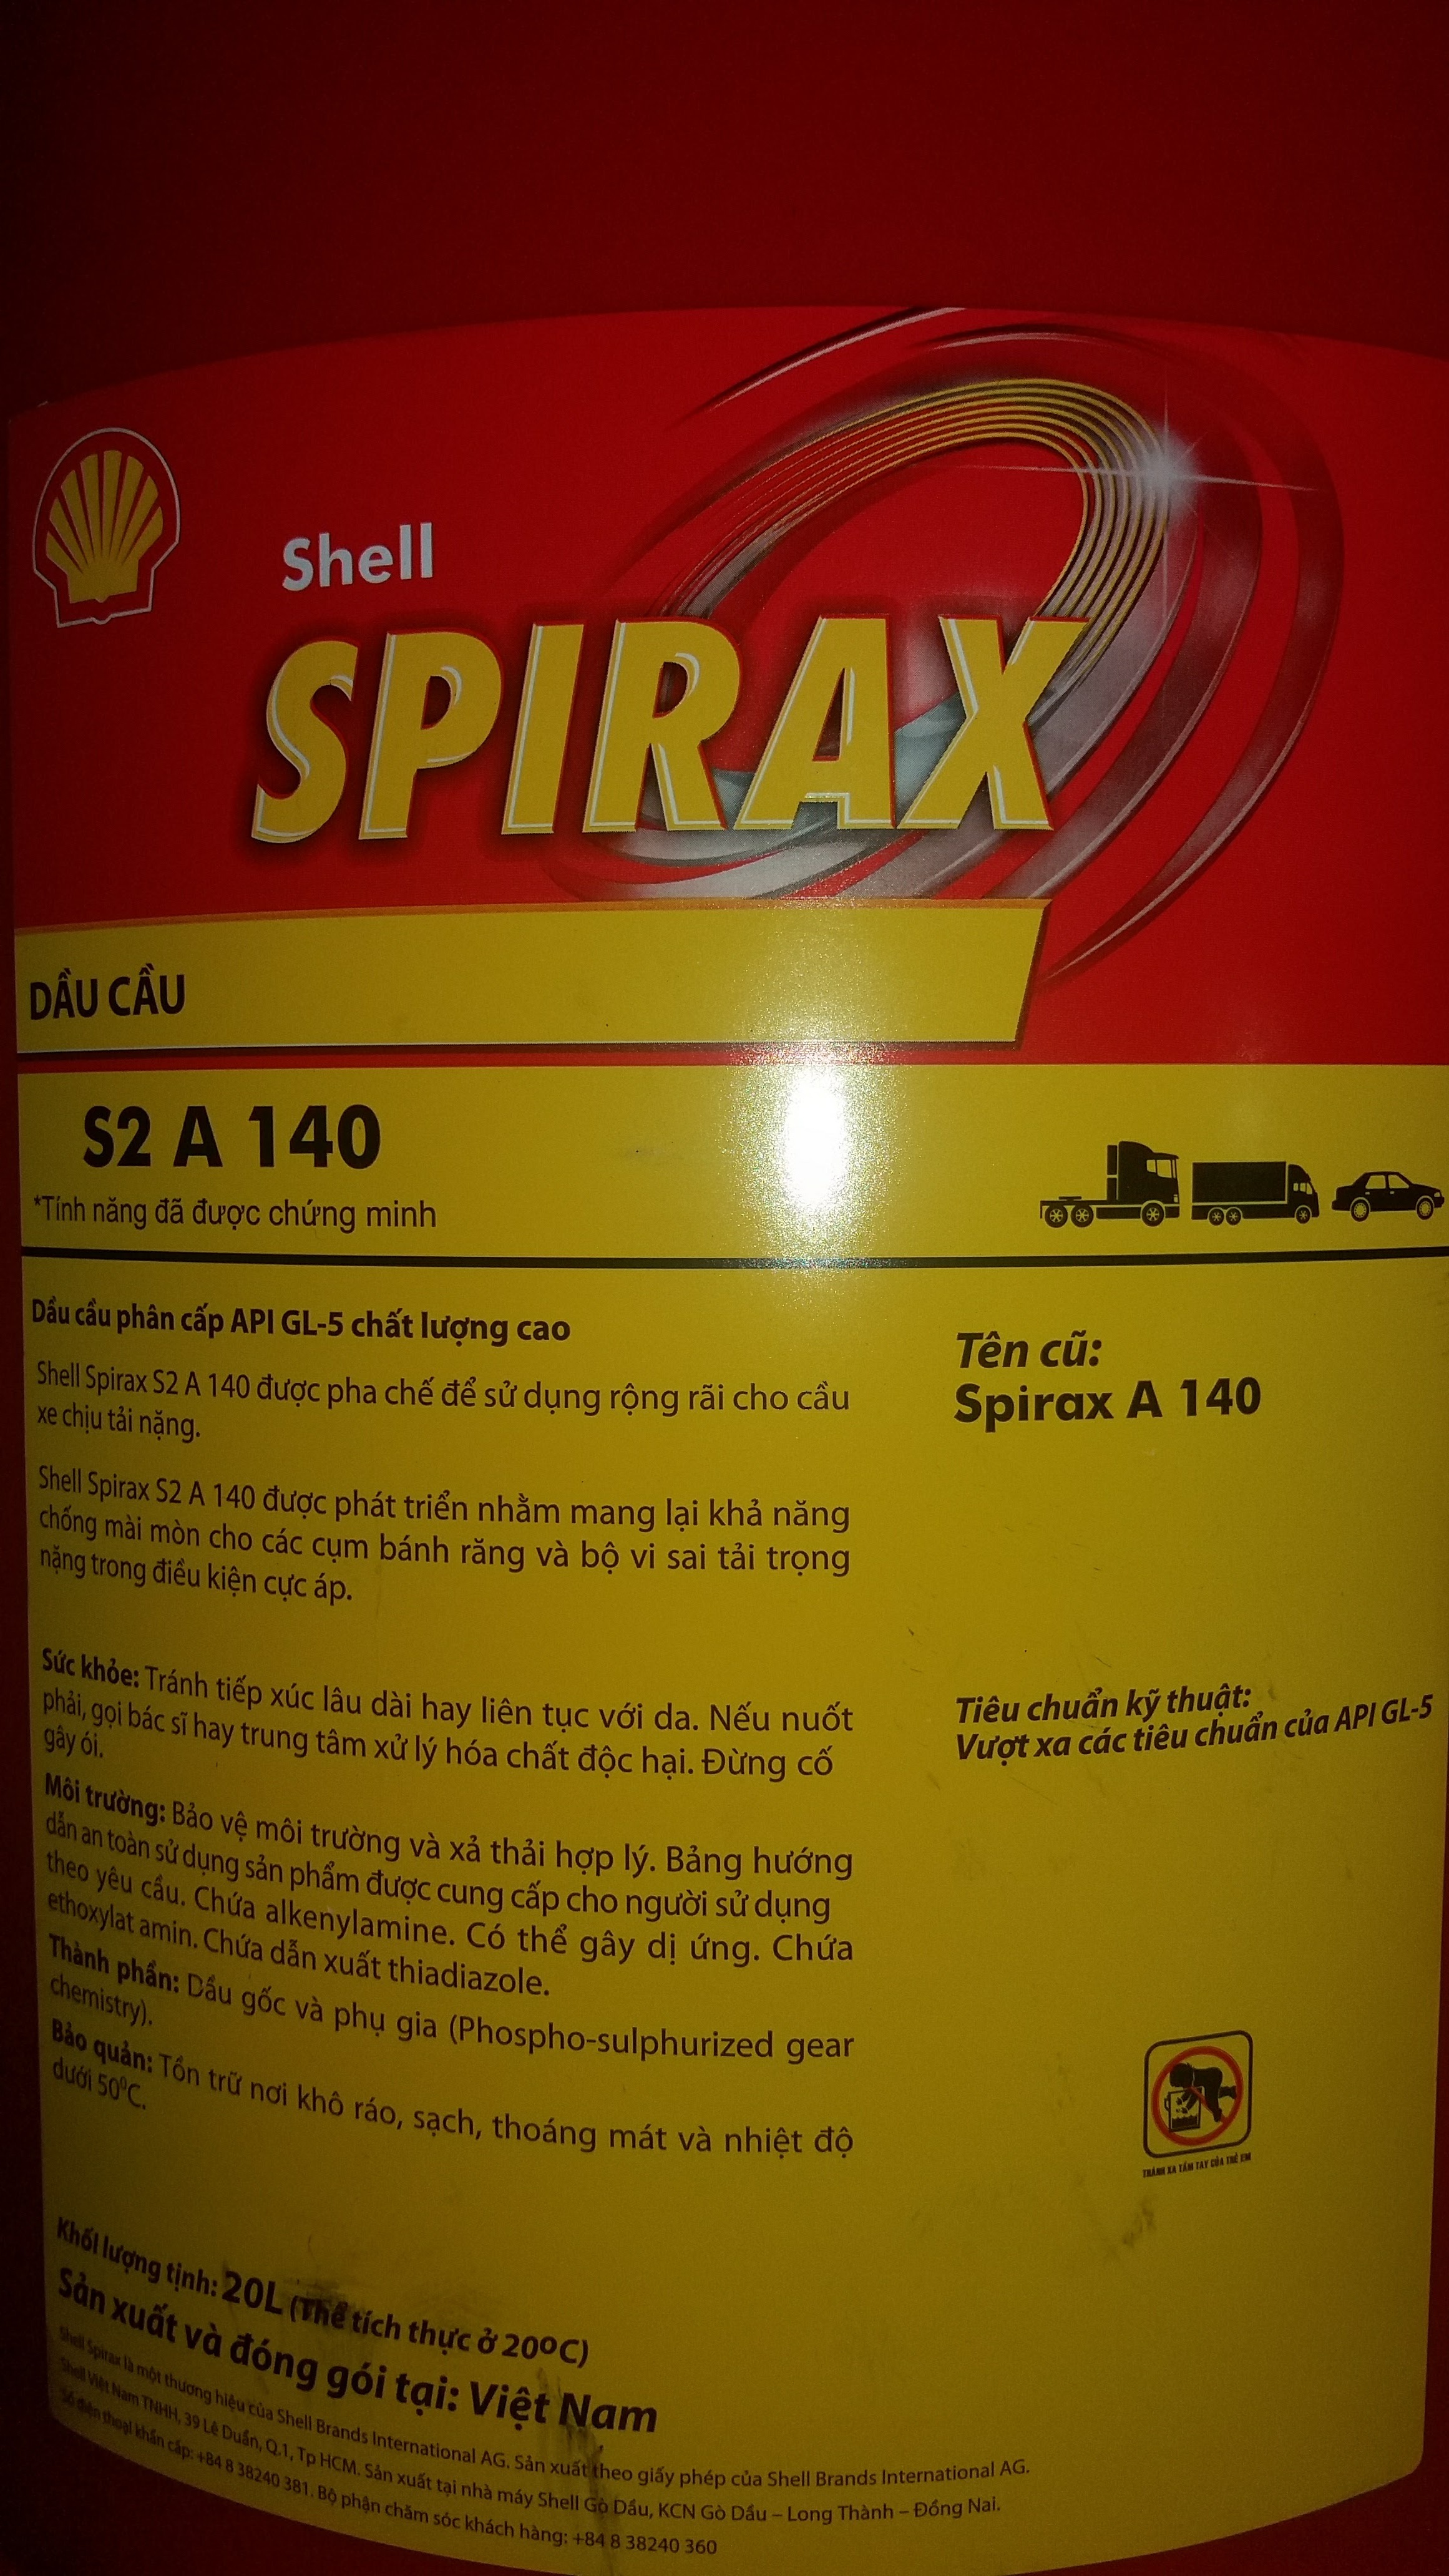 Shell
SPIRAX
DẦU CẦU
S2 A 140
*Tính năng đã được chứng minh
Dầu cầu phân cấp API GL-5 chất lượng cao
Shell Spirax S2 A 140 được pha chế để sử dụng rộng rãi cho cầu
xe chịu tải nặng.
Shell Spirax S2 A 140 được phát triển nhằm mang lại khả năng
chống mài mòn cho các cụm bánh răng và bộ vi sai tải trọng
nặng trong điều kiện cực áp.
Sức khỏe: Tránh tiếp xúc lâu dài hay liên tục với da. Nếu nuốt
phải, gọi bác sĩ hay trung tâm xử lý hóa chất độc hại. Đừng cố
gây ói.
Môi trường: Bảo vệ môi trường và xả thải hợp lý. Bảng hướng
dẫn an toàn sử dụng sản phẩm được cung cấp cho người sử dụng
theo yêu cầu. Chứa alkenylamine. Có thể gây dị ứng. Chứa
ethoxylat amin. Chứa dẫn xuất thiadiazole.
Thành phần: Dầu gốc và phụ gia (Phospho-sulphurized gear
chemistry).
Bảo quản: Tồn trữ nơi khô ráo, sạch, thoáng mát và nhiệt độ
dưới 50ºC.
Tên cũ:
Spirax A 140
Tiêu chuẩn kỹ thuật:
Vượt xa các tiêu chuẩn của API GL-5
TRÁNH XA TẦM TAY CỦA TRẺ EM
Khối lượng tịnh: 20L (Thể tích thực ở 20ºC)
Sản xuất và đóng gói tại: Việt Nam
Shell Spirax là một thương hiệu của Shell Brands International AG. Sản xuất theo giấy phép của Shell Brands International AG.
Shell Việt Nam TNHH, 39 Lê Duẩn, Q.1, Tp HCM. Sản xuất tại nhà máy Shell Gò Dầu, KCN Gò Dầu – Long Thành – Đồng Nai.
Số điện thoại khẩn cấp: +84 8 38240 381. Bộ phận chăm sóc khách hàng: +84 8 38240 360